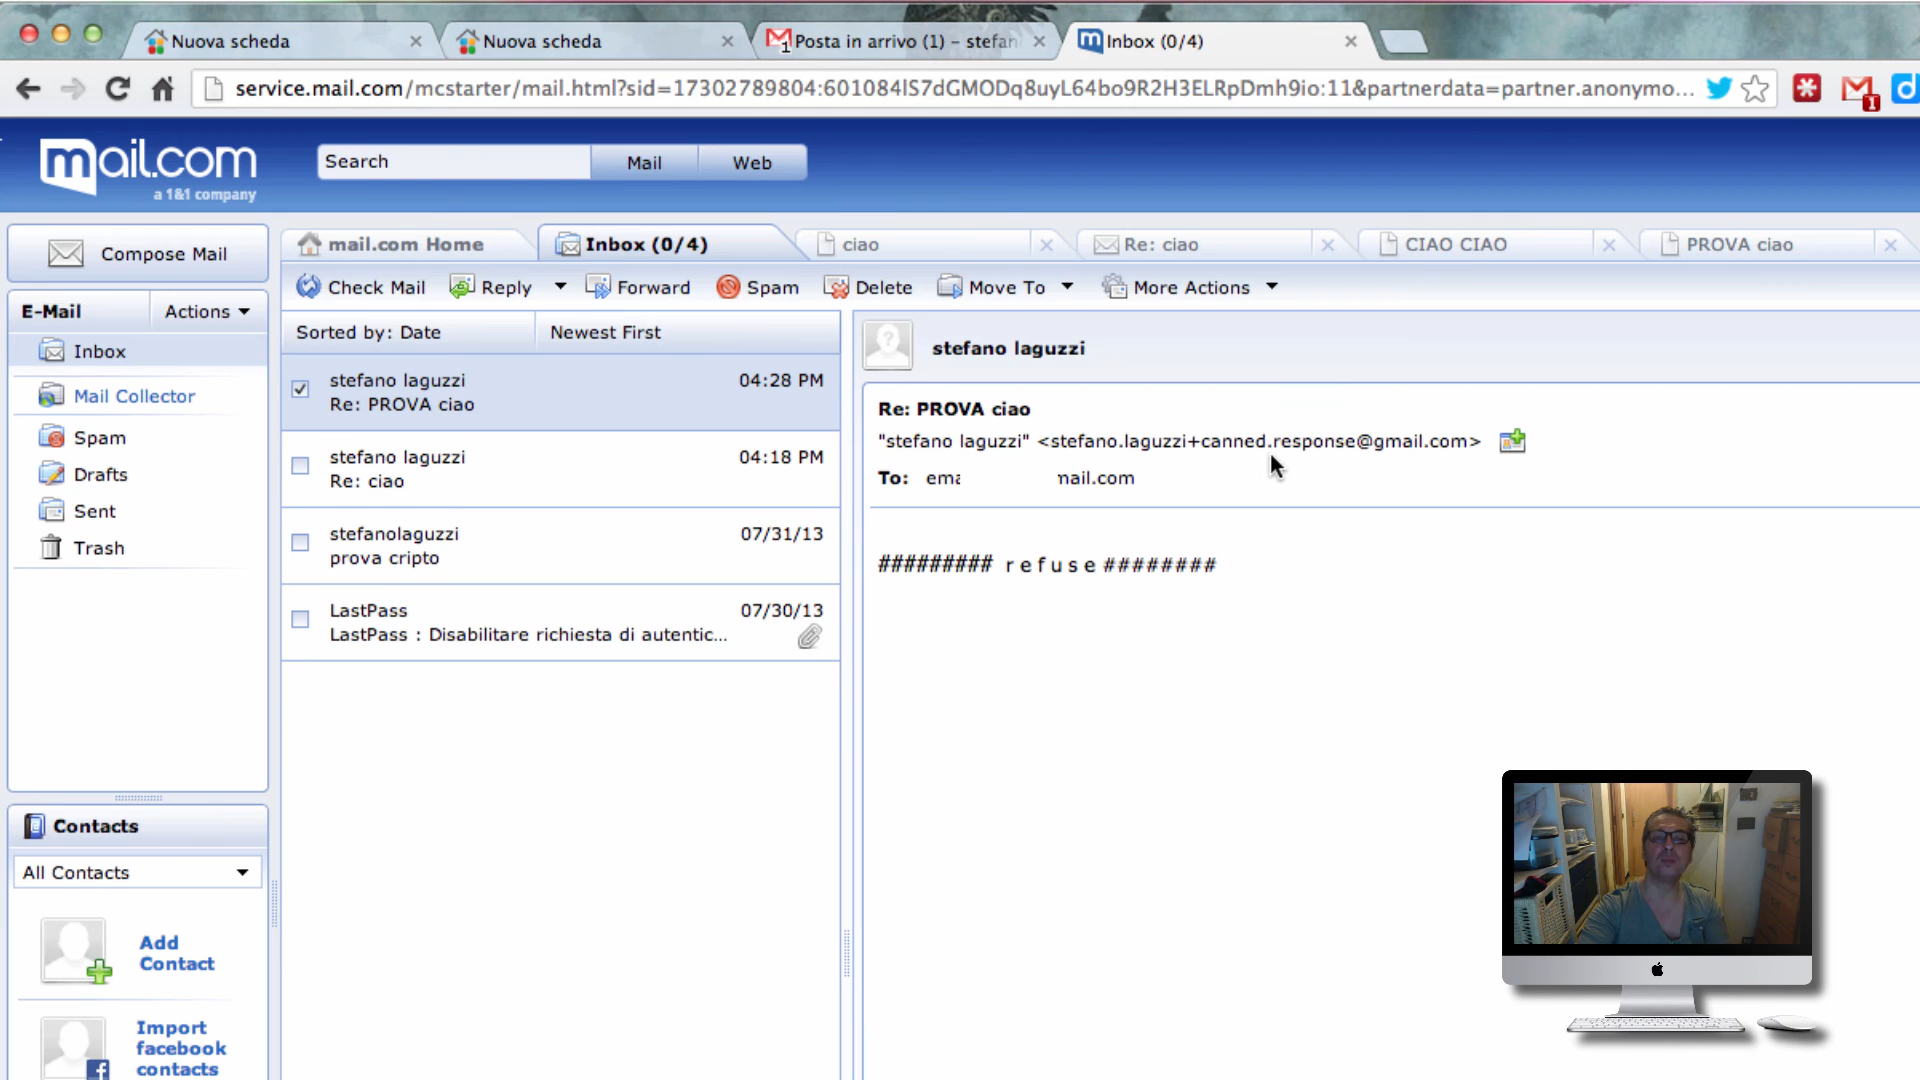 Nuova scheda
Nuova scheda
Posta in arrivo (1) – stefan
Inbox (0/4)
service.mail.com/mcstarter/mail.html?sid=17302789804:601084lS7dGMODq8uyL64bo9R2H3ELRpDmh9io:11&partnerdata=partner.anonymo...
1
mail.com
a 1&1 company
Search
Mail
Web
Compose Mail
mail.com Home
Inbox (0/4)
ciao
Re: ciao
CIAO CIAO
PROVA ciao
Check Mail
Reply
Forward
Spam
Delete
Move To
More Actions
E-Mail
Actions
Inbox
Mail Collector
Spam
Drafts
Sent
Trash
Sorted by: Date
Newest First
stefano laguzzi 04:28 PM
Re: PROVA ciao
stefano laguzzi 04:18 PM
Re: ciao
stefanolaguzzi 07/31/13
prova cripto
LastPass 07/30/13
LastPass : Disabilitare richiesta di autentic...
stefano laguzzi
Re: PROVA ciao
"stefano laguzzi" <stefano.laguzzi+canned.response@gmail.com>
To: ema nail.com
######### r e f u s e ########
Contacts
All Contacts
Add
Contact
Import
facebook
contacts